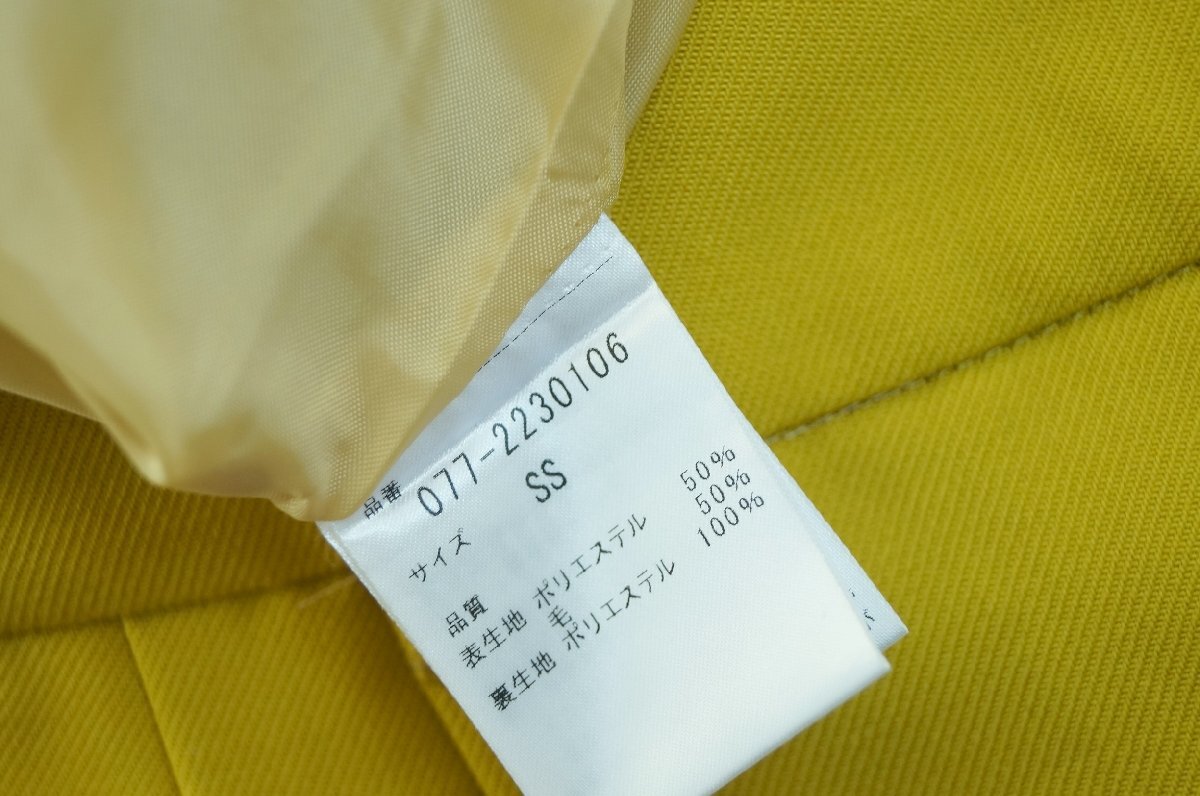 品番 077-2230106
サイズ SS
品質
表生地 ポリエステル 50%
毛 50%
裏生地 ポリエステル 100%